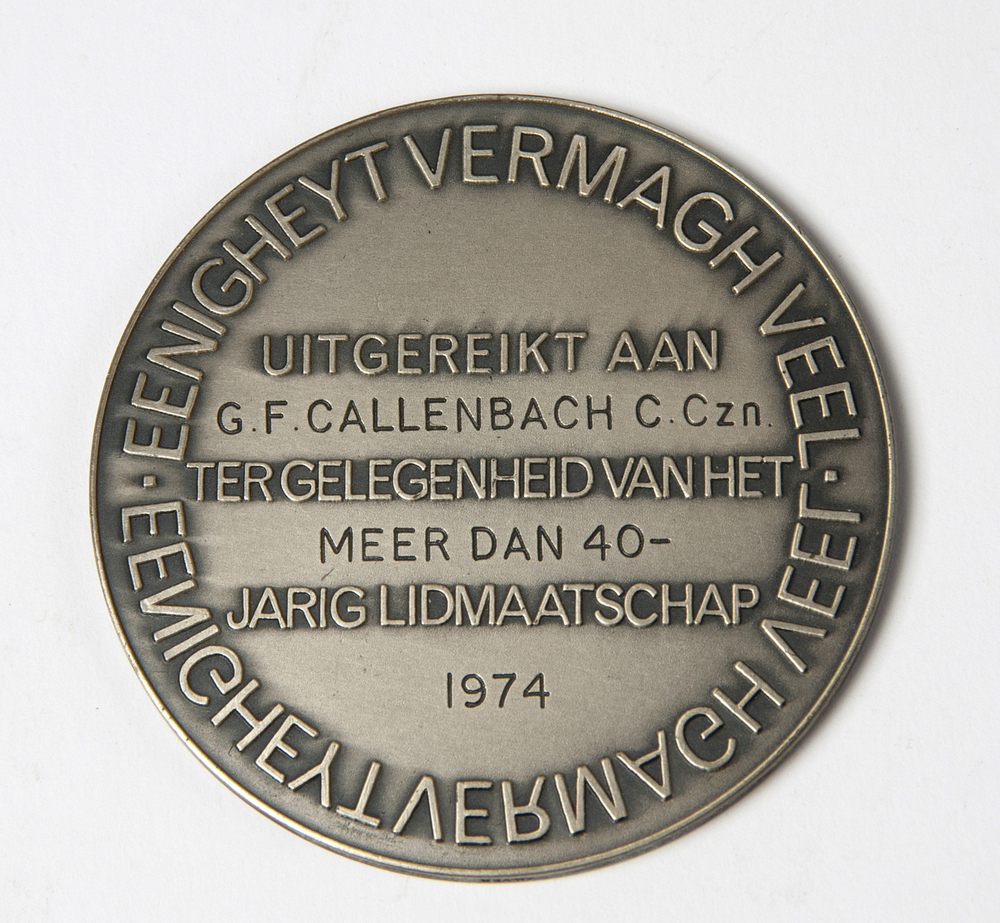 EENIGHEYT VERMAGH VEEL ·
UITGEREIKT AAN
G.F. CALLENBACH C.Czn.
TER GELEGENHEID VAN HET
MEER DAN 40-
JARIG LIDMAATSCHAP
1974
EENIGHEYT VERMAGH VEEL ·